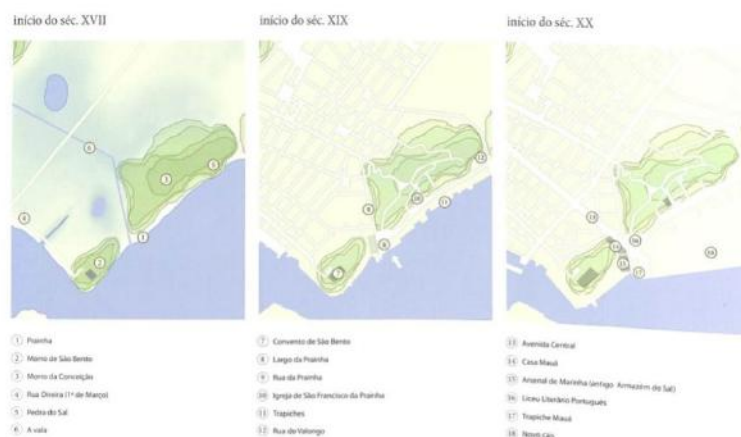 início do séc. XVII
1 Prainha
2 Morro de São Bento
3 Morro da Conceição
4 Rua Direita (1º de Março)
5 Pedra do Sal
6 A vala
início do séc. XIX
7 Convento de São Bento
8 Largo da Prainha
9 Rua da Prainha
10 Igreja de São Francisco da Prainha
11 Trapiches
12 Rua do Valongo
início do séc. XX
13 Avenida Central
14 Casa Mauá
15 Arsenal de Marinha (antigo Armazém do Sal)
16 Liceu Literário Português
17 Trapiche Mauá
18 Novo cais